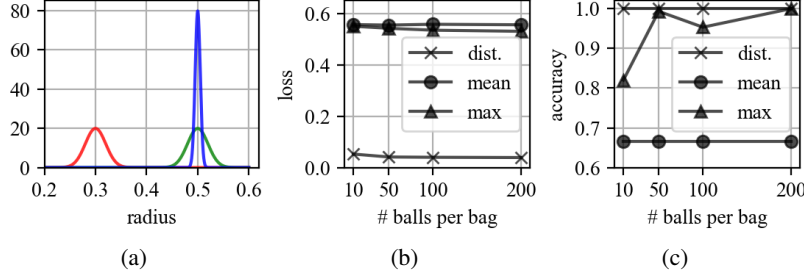 80
60
40
20
0
0.2 0.3 0.4 0.5 0.6
radius
(a)
loss
0.6
0.4
0.2
0.0
dist.
mean
max
10 50 100 200
# balls per bag
(b)
accuracy
1.0
0.9
0.8
0.7
0.6
dist.
mean
max
10 50 100 200
# balls per bag
(c)